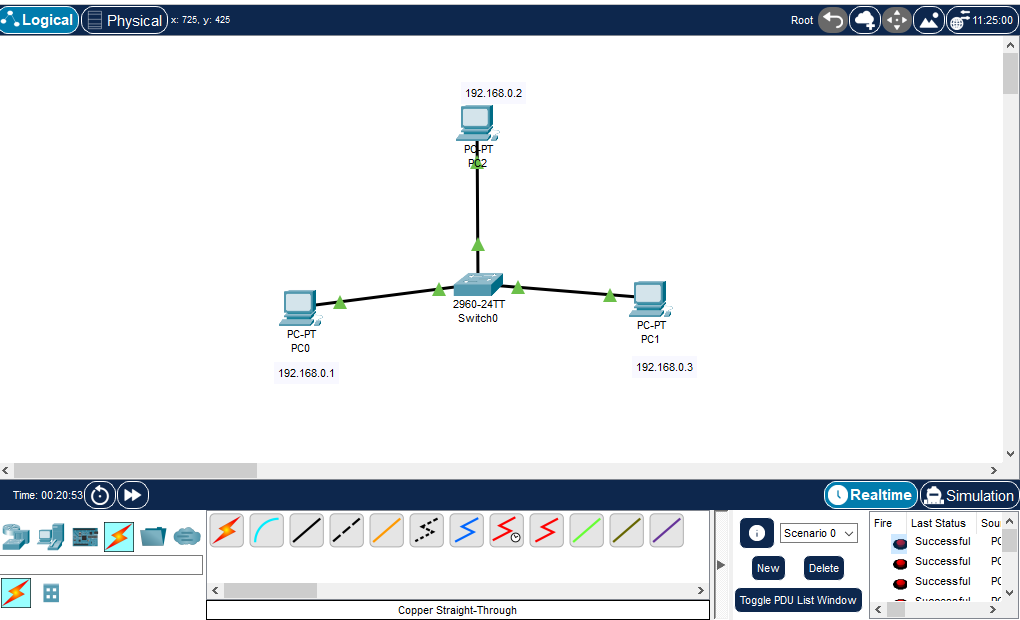 Logical Physical x: 725, y: 425 Root 11:25:00
192.168.0.2
PC-PT
PC2
2960-24TT
Switch0
PC-PT
PC0
192.168.0.1
PC-PT
PC1
192.168.0.3
Time: 00:20:53 Realtime Simulation
Scenario 0
New Delete
Toggle PDU List Window
Fire Last Status Sou
Successful PC
Successful PC
Successful PC
Successful PC
Copper Straight-Through